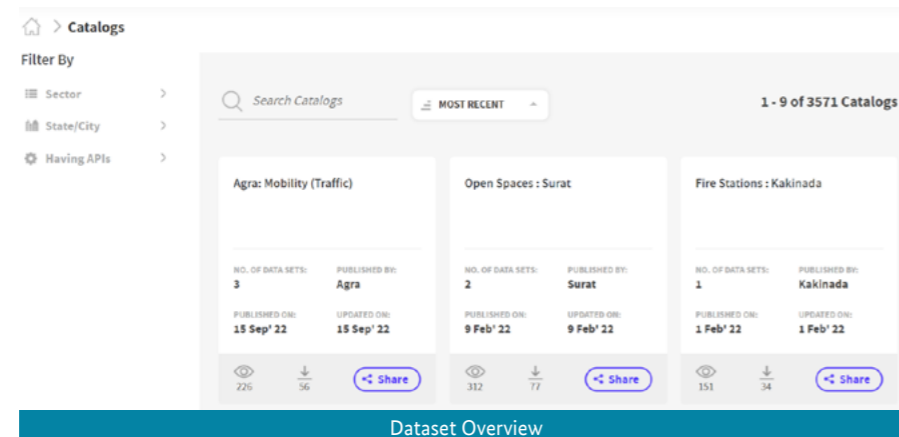 > Catalogs
Filter By
Sector >
State/City >
Having APIs >
Search Catalogs
MOST RECENT
1 - 9 of 3571 Catalogs
Agra: Mobility (Traffic)
NO. OF DATA SETS: PUBLISHED BY:
3 Agra
PUBLISHED ON: UPDATED ON:
15 Sep' 22 15 Sep' 22
226 56 Share
Open Spaces : Surat
NO. OF DATA SETS: PUBLISHED BY:
2 Surat
PUBLISHED ON: UPDATED ON:
9 Feb' 22 9 Feb' 22
312 77 Share
Fire Stations : Kakinada
NO. OF DATA SETS: PUBLISHED BY:
1 Kakinada
PUBLISHED ON: UPDATED ON:
1 Feb' 22 1 Feb' 22
151 34 Share
Dataset Overview